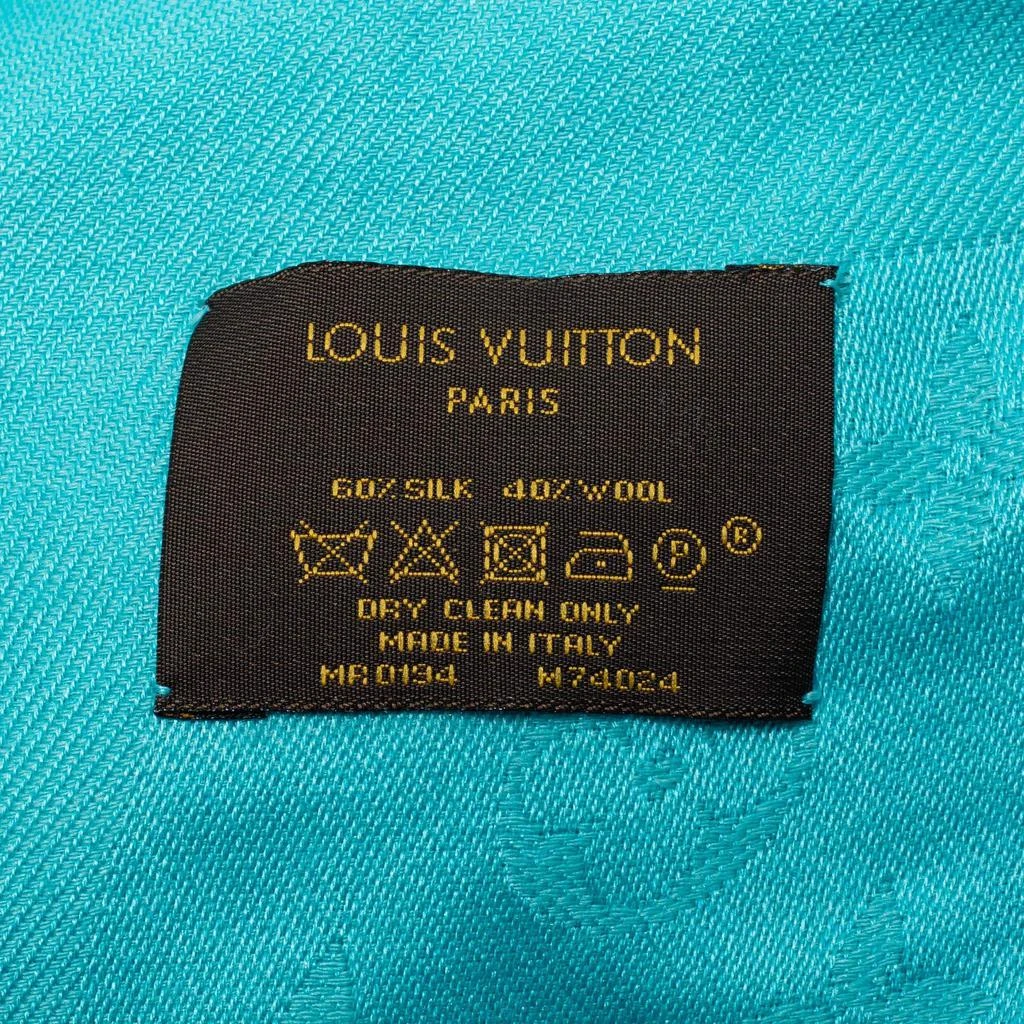 LOUIS VUITTON
PARIS
60% SILK 40% WOOL
P ®
DRY CLEAN ONLY
MADE IN ITALY
MR0194 M74024